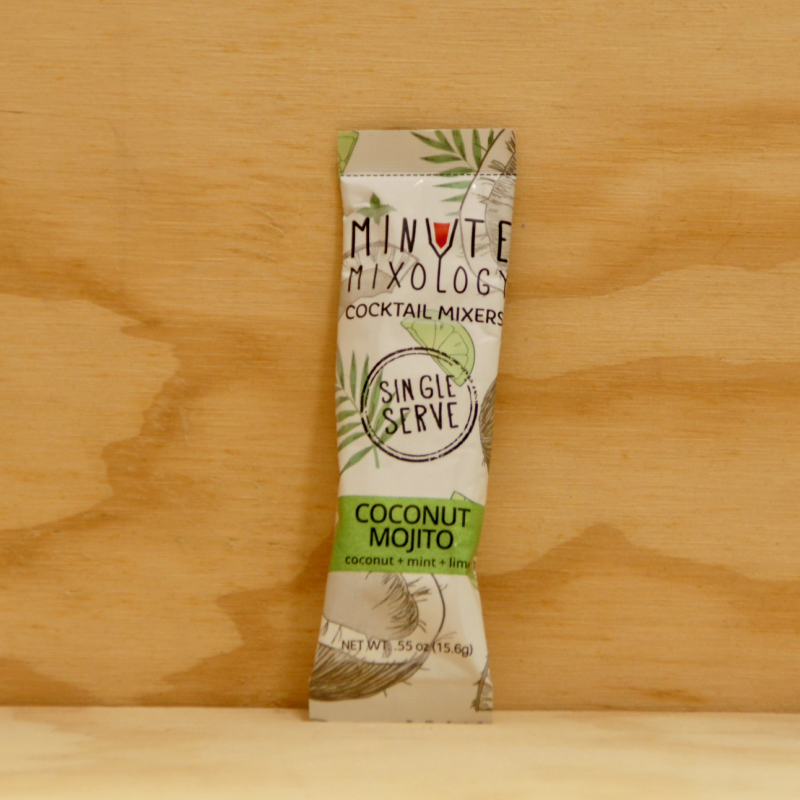 MINUTE
MIXOLOGY
COCKTAIL MIXERS
SINGLE
SERVE
COCONUT
MOJITO
coconut + mint + lime
NET WT. .55 oz (15.6g)